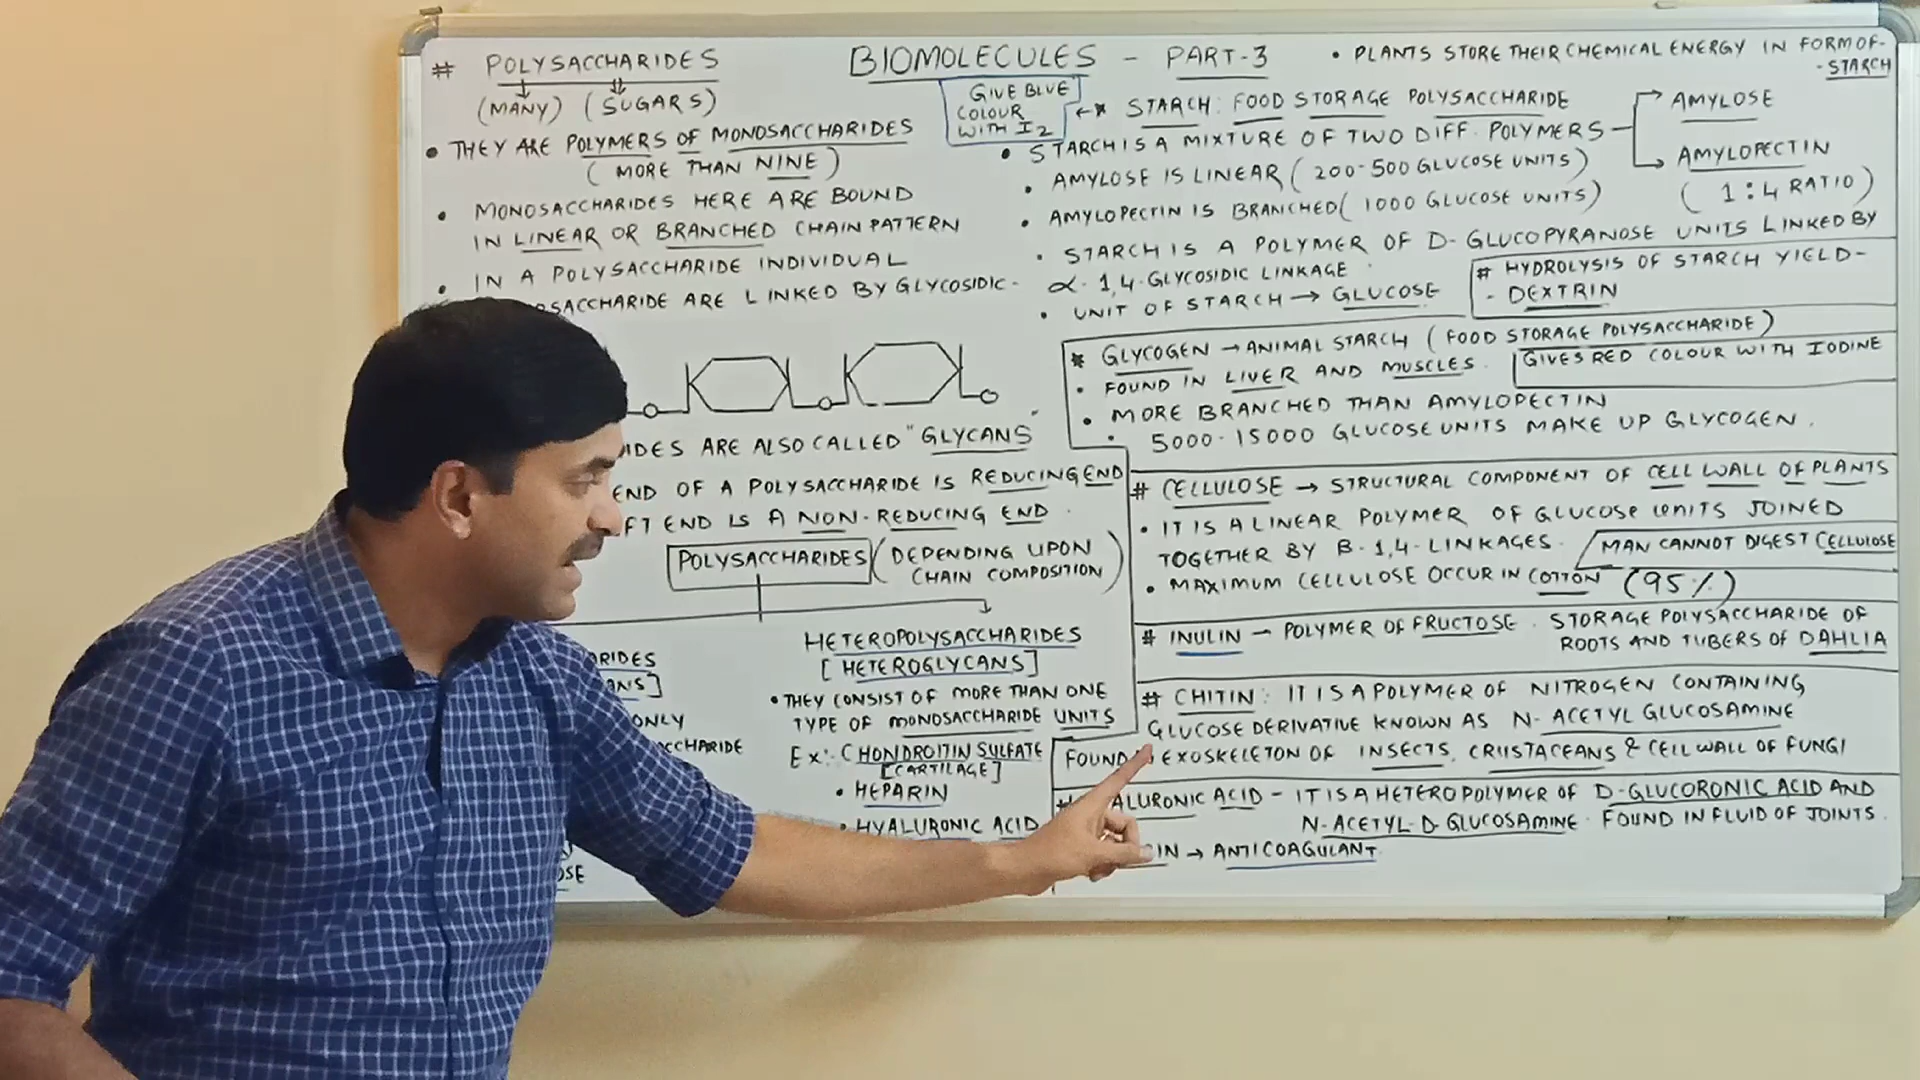 # POLYSACCHARIDES
(MANY) (SUGARS)
• THEY ARE POLYMERS OF MONOSACCHARIDES
( MORE THAN NINE )
• MONOSACCHARIDES HERE ARE BOUND
IN LINEAR OR BRANCHED CHAIN PATTERN
• IN A POLYSACCHARIDE INDIVIDUAL
OSACCHARIDE ARE LINKED BY GLYCOSIDIC -
IDES ARE ALSO CALLED "GLYCANS"
END OF A POLYSACCHARIDE IS REDUCING END
FT END IS A NON-REDUCING END .
POLYSACCHARIDES ( DEPENDING UPON
CHAIN COMPOSITION )
RIDES
ANS]
ONLY
CCHARIDE
OSE
HETEROPOLYSACCHARIDES
[ HETEROGLYCANS ]
• THEY CONSIST OF MORE THAN ONE
TYPE OF MONOSACCHARIDE UNITS
Ex:- CHONDROITIN SULFATE
[CARTILAGE]
• HEPARIN
• HYALURONIC ACID
BIOMOLECULES - PART-3
• PLANTS STORE THEIR CHEMICAL ENERGY IN FORM OF -
- STARCH
GIVE BLUE
COLOUR
WITH I2
* STARCH : FOOD STORAGE POLYSACCHARIDE
• STARCH IS A MIXTURE OF TWO DIFF. POLYMERS
AMYLOSE
AMYLOPECTIN
( 1:4 RATIO )
• AMYLOSE IS LINEAR ( 200-500 GLUCOSE UNITS )
• AMYLOPECTIN IS BRANCHED ( 1000 GLUCOSE UNITS )
• STARCH IS A POLYMER OF D-GLUCOPYRANOSE UNITS LINKED BY
α-1,4-GLYCOSIDIC LINKAGE
• UNIT OF STARCH → GLUCOSE
# HYDROLYSIS OF STARCH YIELD -
- DEXTRIN
* GLYCOGEN → ANIMAL STARCH ( FOOD STORAGE POLYSACCHARIDE )
• FOUND IN LIVER AND MUSCLES .
GIVES RED COLOUR WITH IODINE
• MORE BRANCHED THAN AMYLOPECTIN
• 5000-15000 GLUCOSE UNITS MAKE UP GLYCOGEN .
# CELLULOSE → STRUCTURAL COMPONENT OF CELL WALL OF PLANTS
• IT IS A LINEAR POLYMER OF GLUCOSE UNITS JOINED
TOGETHER BY B-1,4-LINKAGES .
MAN CANNOT DIGEST CELLULOSE
• MAXIMUM CELLULOSE OCCUR IN COTTON (95%)
# INULIN - POLYMER OF FRUCTOSE . STORAGE POLYSACCHARIDE OF
ROOTS AND TUBERS OF DAHLIA
# CHITIN : IT IS A POLYMER OF NITROGEN CONTAINING
GLUCOSE DERIVATIVE KNOWN AS N-ACETYL GLUCOSAMINE
FOUND EXOSKELETON OF INSECTS, CRUSTACEANS & CELL WALL OF FUNGI
ALURONIC ACID - IT IS A HETEROPOLYMER OF D-GLUCORONIC ACID AND
N-ACETYL-D-GLUCOSAMINE . FOUND IN FLUID OF JOINTS .
IN → ANTICOAGULANT